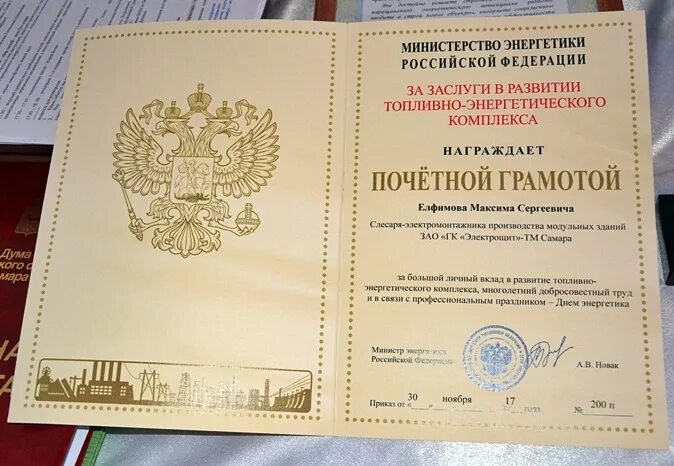 Дума
Самара
МИНИСТЕРСТВО ЭНЕРГЕТИКИ
РОССИЙСКОЙ ФЕДЕРАЦИИ
ЗА ЗАСЛУГИ В РАЗВИТИИ
ТОПЛИВНО-ЭНЕРГЕТИЧЕСКОГО
КОМПЛЕКСА
НАГРАЖДАЕТ
ПОЧЁТНОЙ ГРАМОТОЙ
Елфимова Максима Сергеевича
Слесаря-электромонтажника производства модульных зданий
ЗАО «ГК «Электрощит»-ТМ Самара
за большой личный вклад в развитие топливно-
энергетического комплекса, многолетний добросовестный труд
и в связи с профессиональным праздником – Днем энергетика
Министр энергетики
Российской Федерации
А.В. Новак
Приказ от «30» ноября 17 года № 200 п